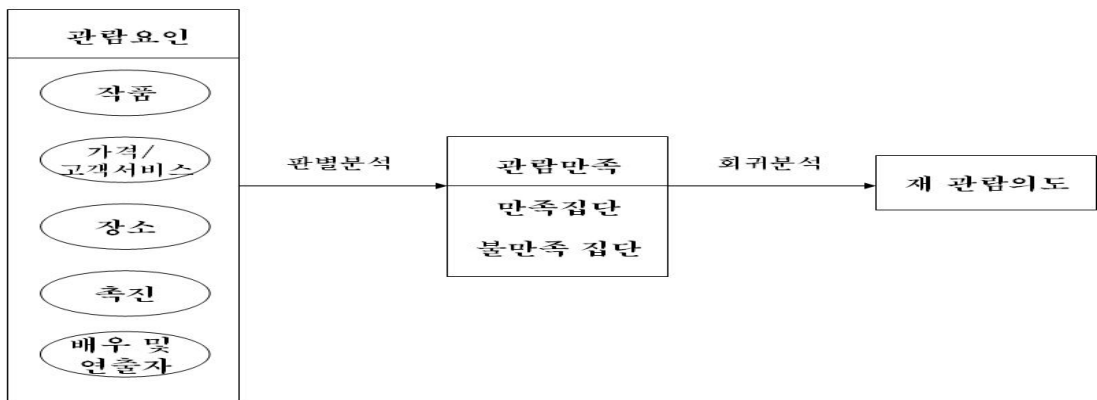 관람요인
작품
가격/
고객서비스
장소
촉진
배우 및
연출자
판별분석
관람만족
만족집단
불만족 집단
회귀분석
재 관람의도